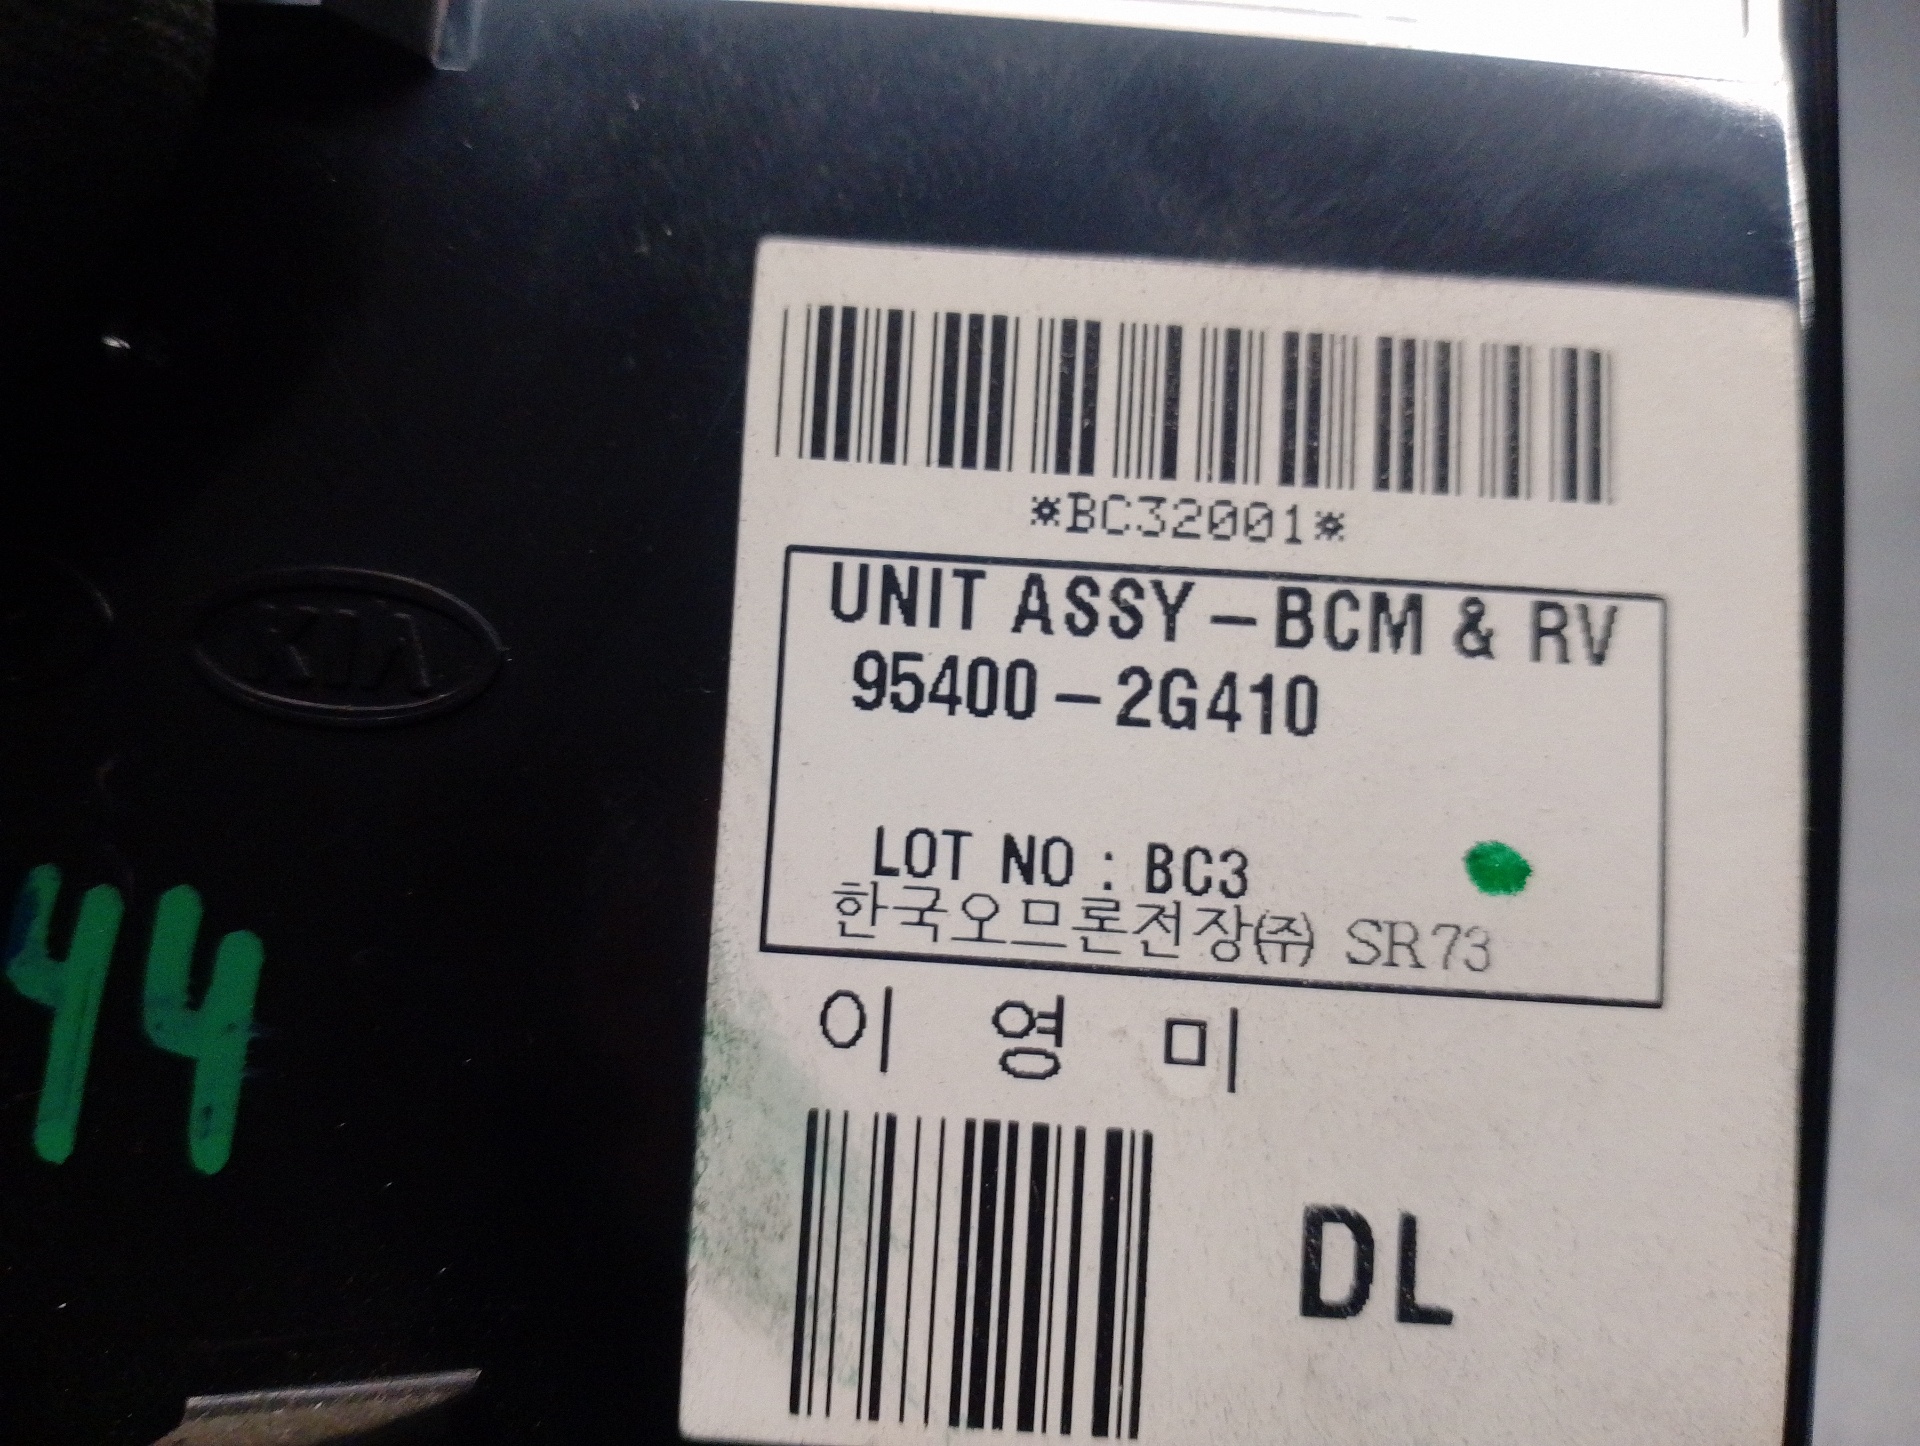 *BC32001*
UNIT ASSY - BCM & RV
95400 - 2G410
LOT NO : BC3
한국오므론전장㈜ SR73
이 영 미
DL
KIA
44